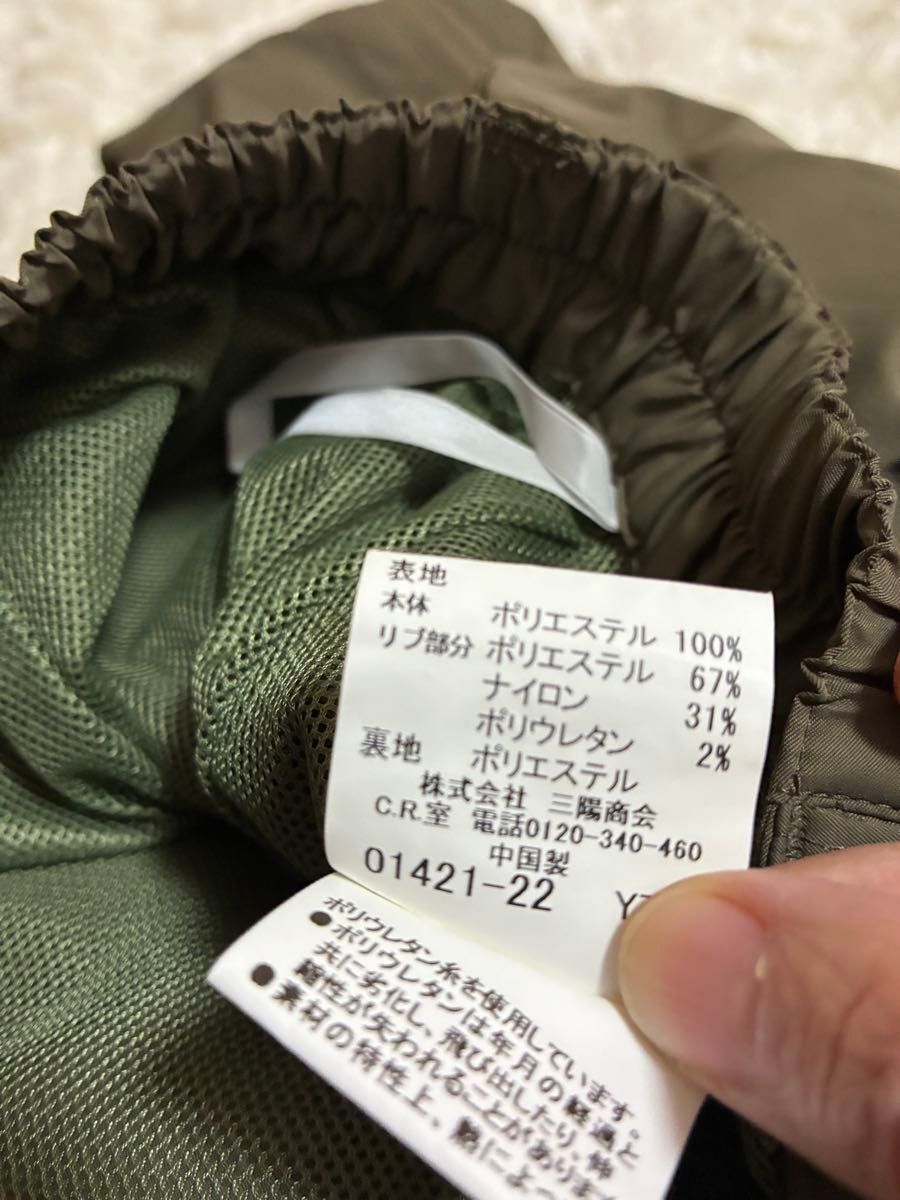 表地
本体 ポリエステル 100%
リブ部分 ポリエステル 67%
ナイロン 31%
ポリウレタン 2%
裏地 ポリエステル
株式会社 三陽商会
C.R.室 電話0120-340-460
中国製
01421-22
ポリウレタン糸を使用しています。
●ポリウレタンは年月の経過と
共に劣化し、飛び出したり、伸
縮性が失われることがありま
●素材の特性上、